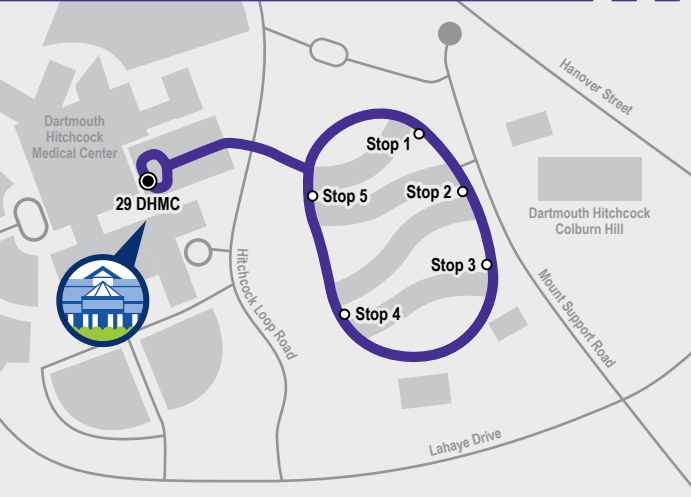 Hanover Street
Dartmouth
Hitchcock
Medical Center
Stop 1
Stop 5
Stop 2
29 DHMC
Dartmouth Hitchcock
Colburn Hill
Stop 3
Hitchcock Loop Road
Mount Support Road
Stop 4
Lahaye Drive